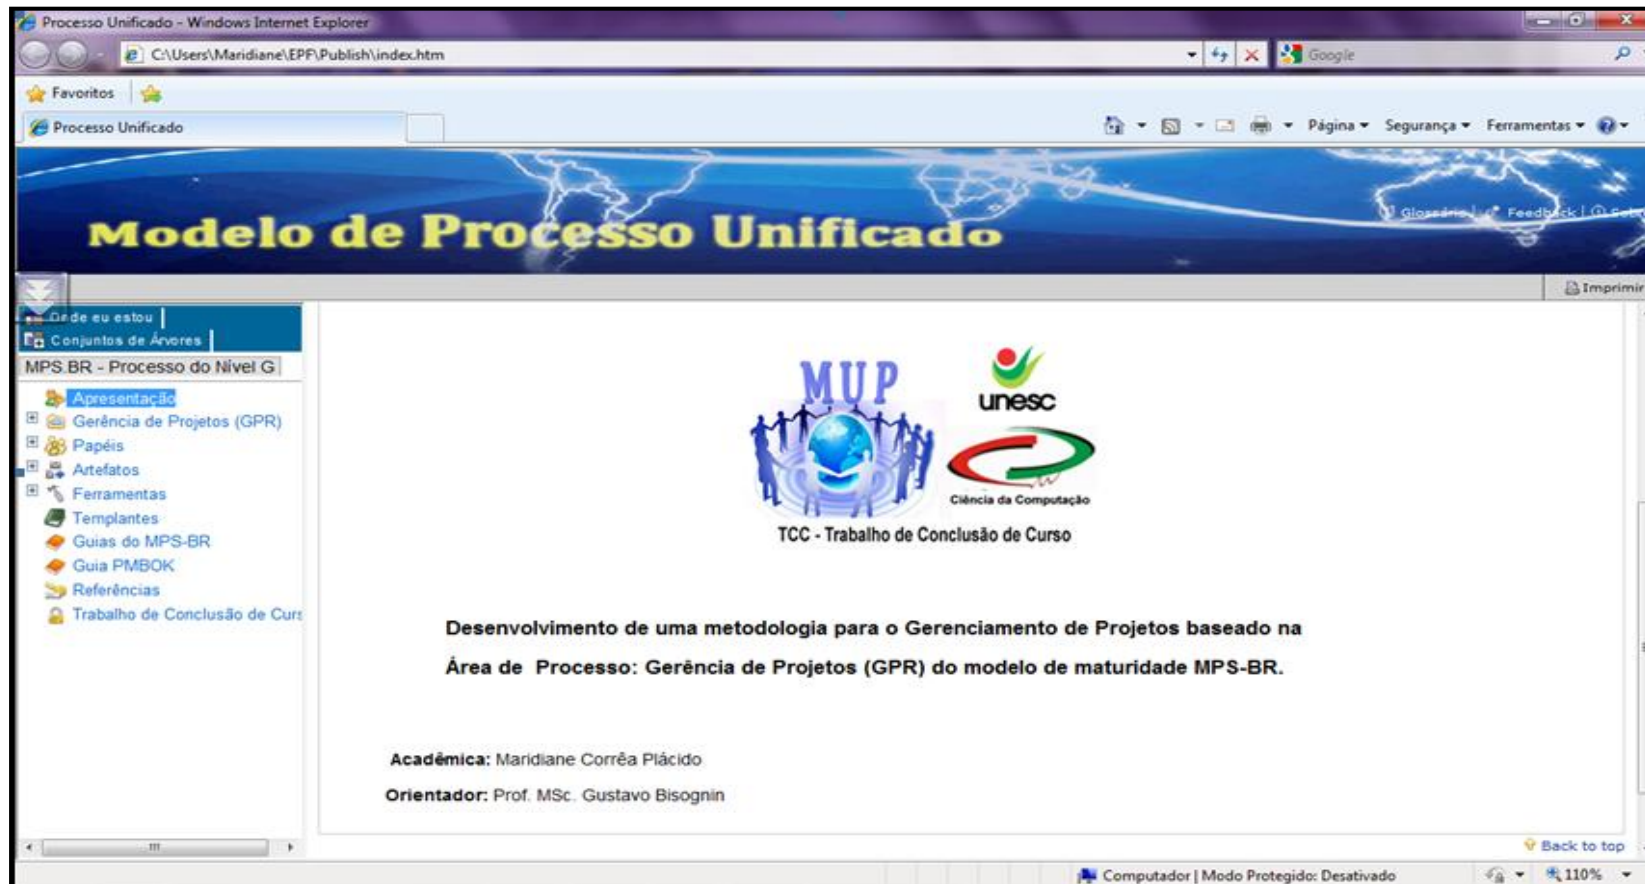 Processo Unificado - Windows Internet Explorer
C:\Users\Maridiane\EPF\Publish\index.htm
Google
Favoritos
Processo Unificado
Página
Segurança
Ferramentas
Modelo de Processo Unificado
Glossário | Feedback |
Imprimir
Onde eu estou
Conjuntos de Árvores
MPS.BR - Processo do Nível G
Apresentação
Gerência de Projetos (GPR)
Papéis
Artefatos
Ferramentas
Templantes
Guias do MPS-BR
Guia PMBOK
Referências
Trabalho de Conclusão de Curs
MUP
unesc
Ciência da Computação
TCC - Trabalho de Conclusão de Curso
Desenvolvimento de uma metodologia para o Gerenciamento de Projetos baseado na
Área de Processo: Gerência de Projetos (GPR) do modelo de maturidade MPS-BR.
Acadêmica: Maridiane Corrêa Plácido
Orientador: Prof. MSc. Gustavo Bisognin
Back to top
Computador | Modo Protegido: Desativado
110%